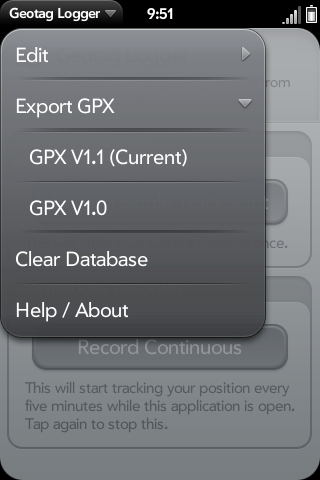 Geotag Logger
9:51
Edit
from
Export GPX
GPX V1.1 (Current)
GPX V1.0
Clear Database
Help / About
Record Continuous
This will start tracking your position every
five minutes while this application is open.
Tap again to stop this.